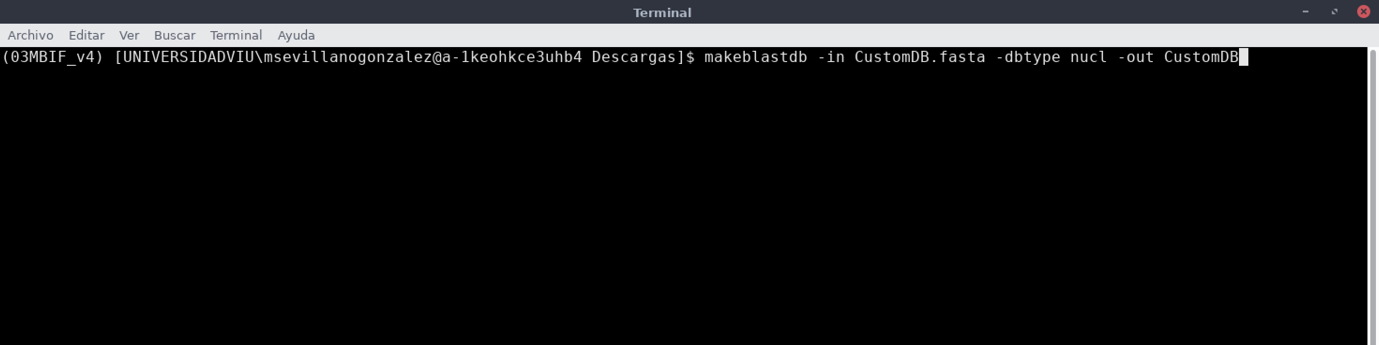 Terminal
Archivo Editar Ver Buscar Terminal Ayuda
(03MBIF_v4) [UNIVERSIDADVIU\msevillanogonzalez@a-1keohkce3uhb4 Descargas]$ makeblastdb -in CustomDB.fasta -dbtype nucl -out CustomDB